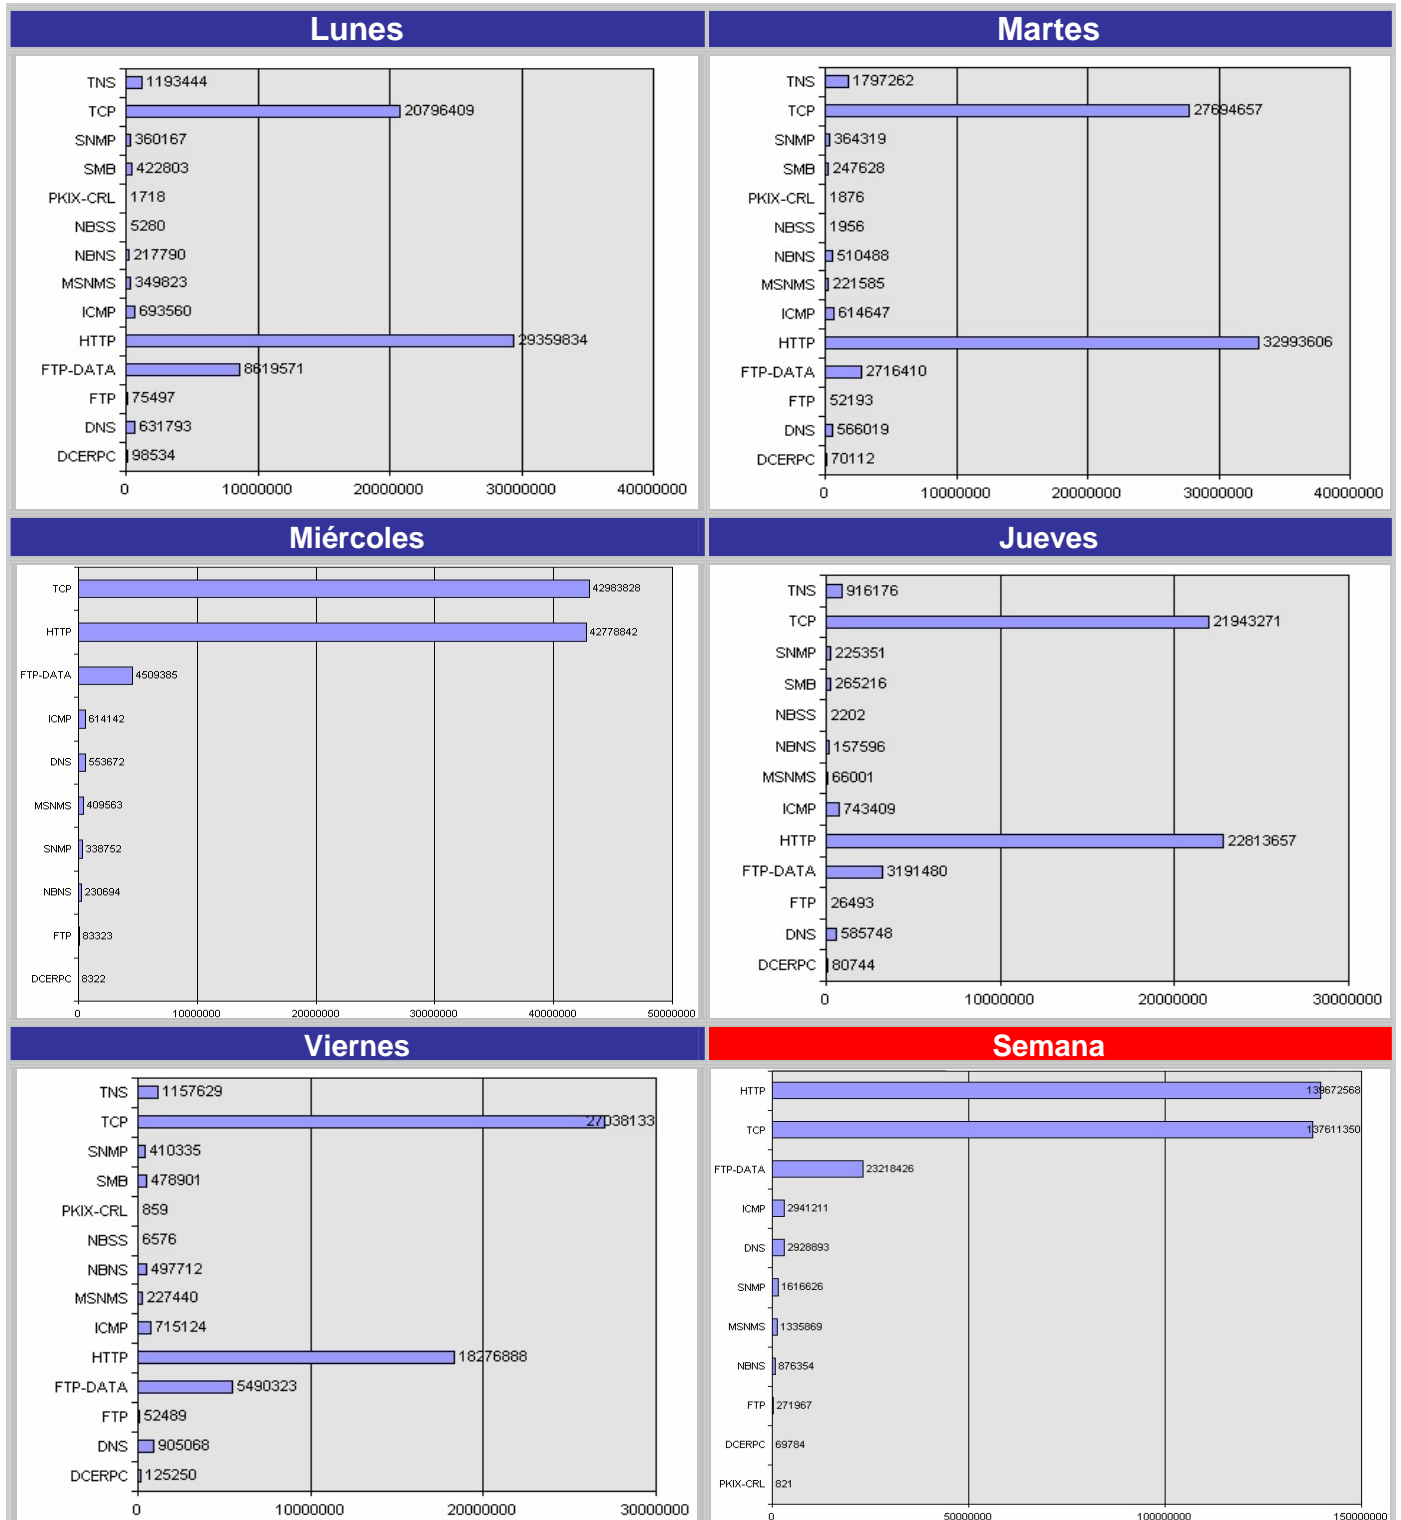 Lunes
TNS 1193444
TCP 20796409
SNMP 360167
SMB 422803
PKIX-CRL 1718
NBSS 5280
NBNS 217790
MSNMS 349823
ICMP 693560
HTTP 29359834
FTP-DATA 8619571
FTP 75497
DNS 631793
DCERPC 98534
0 10000000 20000000 30000000 40000000
Martes
TNS 1797262
TCP 27694657
SNMP 364319
SMB 247628
PKIX-CRL 1876
NBSS 1956
NBNS 510488
MSNMS 221585
ICMP 614647
HTTP 32993606
FTP-DATA 2716410
FTP 52193
DNS 566019
DCERPC 70112
0 10000000 20000000 30000000 40000000
Miércoles
TCP 42983828
HTTP 42778842
FTP-DATA 4509385
ICMP 614142
DNS 553672
MSNMS 409563
SNMP 338752
NBNS 230694
FTP 83323
DCERPC 8322
0 10000000 20000000 30000000 40000000 50000000
Jueves
TNS 916176
TCP 21943271
SNMP 225351
SMB 265216
NBSS 2202
NBNS 157596
MSNMS 66001
ICMP 743409
HTTP 22813657
FTP-DATA 3191480
FTP 26493
DNS 585748
DCERPC 80744
0 10000000 20000000 30000000
Viernes
TNS 1157629
TCP 27038133
SNMP 410335
SMB 478901
PKIX-CRL 859
NBSS 6576
NBNS 497712
MSNMS 227440
ICMP 715124
HTTP 18276888
FTP-DATA 5490323
FTP 52489
DNS 905068
DCERPC 125250
0 10000000 20000000 30000000
Semana
HTTP 139672568
TCP 137611350
FTP-DATA 23218426
ICMP 2941211
DNS 2928893
SNMP 1616626
MSNMS 1335869
NBNS 876354
FTP 271967
DCERPC 69784
PKIX-CRL 821
0 50000000 100000000 150000000